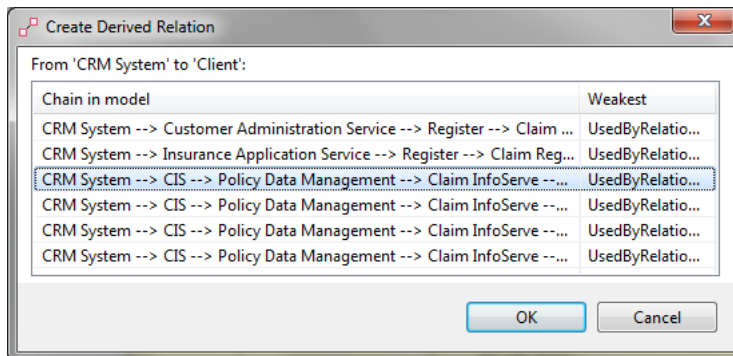 Create Derived Relation
From 'CRM System' to 'Client':
Chain in model Weakest
CRM System --> Customer Administration Service --> Register --> Claim ... UsedByRelatio...
CRM System --> Insurance Application Service --> Register --> Claim Reg... UsedByRelatio...
CRM System --> CIS --> Policy Data Management --> Claim InfoServe --... UsedByRelatio...
CRM System --> CIS --> Policy Data Management --> Claim InfoServe --... UsedByRelatio...
CRM System --> CIS --> Policy Data Management --> Claim InfoServe --... UsedByRelatio...
CRM System --> CIS --> Policy Data Management --> Claim InfoServe --... UsedByRelatio...
OK Cancel